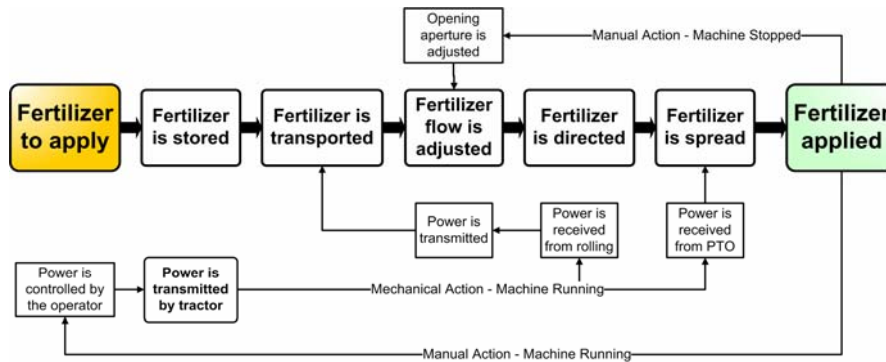 Opening
aperture is
adjusted
Manual Action - Machine Stopped
Fertilizer
to apply
Fertilizer
is stored
Fertilizer is
transported
Fertilizer
flow is
adjusted
Fertilizer
is directed
Fertilizer
is spread
Fertilizer
applied
Power is
transmitted
Power is
received
from rolling
Power is
received
from PTO
Power is
controlled by
the operator
Power is
transmitted
by tractor
Mechanical Action - Machine Running
Manual Action - Machine Running